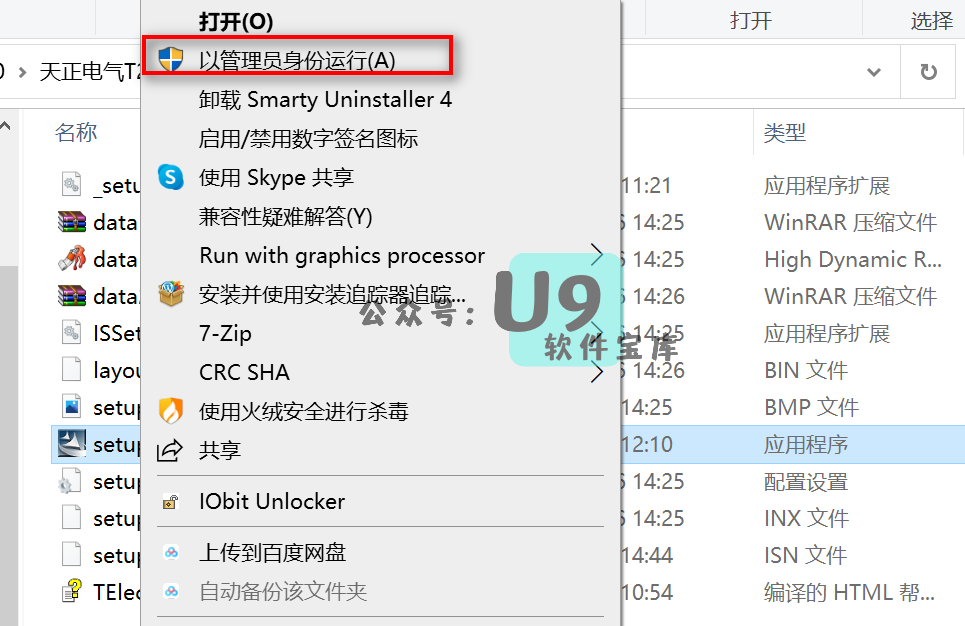 打开
选择
天正电气T2
名称
类型
打开(O)
以管理员身份运行(A)
卸载 Smarty Uninstaller 4
启用/禁用数字签名图标
使用 Skype 共享
兼容性疑难解答(Y)
Run with graphics processor
安装并使用安装追踪器追踪...
7-Zip
CRC SHA
使用火绒安全进行杀毒
共享
IObit Unlocker
上传到百度网盘
自动备份该文件夹
公众号：U9
软件宝库
_setu 11:21 应用程序扩展
data 14:25 WinRAR 压缩文件
data 14:25 High Dynamic R...
data. 14:26 WinRAR 压缩文件
ISSet 14:25 应用程序扩展
layou 14:26 BIN 文件
setup 14:25 BMP 文件
setup 12:10 应用程序
setup 14:25 配置设置
setup 14:25 INX 文件
setup 14:44 ISN 文件
TElec 10:54 编译的 HTML 帮...